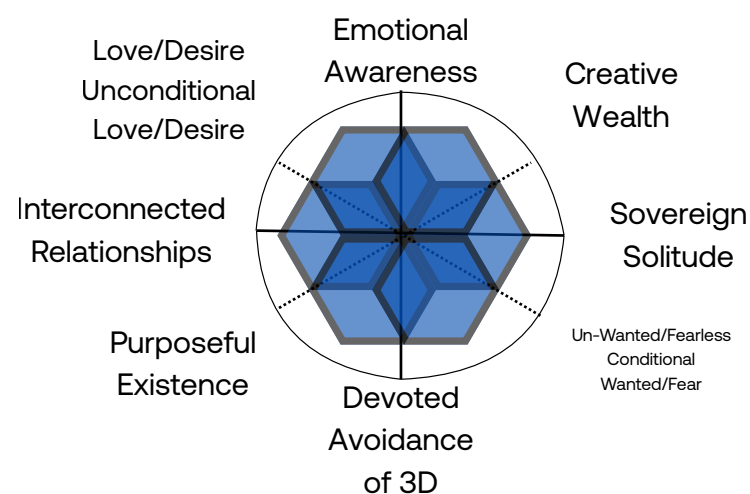 Emotional
Awareness
Love/Desire
Unconditional
Love/Desire
Creative
Wealth
Interconnected
Relationships
Sovereign
Solitude
Purposeful
Existence
Un-Wanted/Fearless
Conditional
Wanted/Fear
Devoted
Avoidance
of 3D